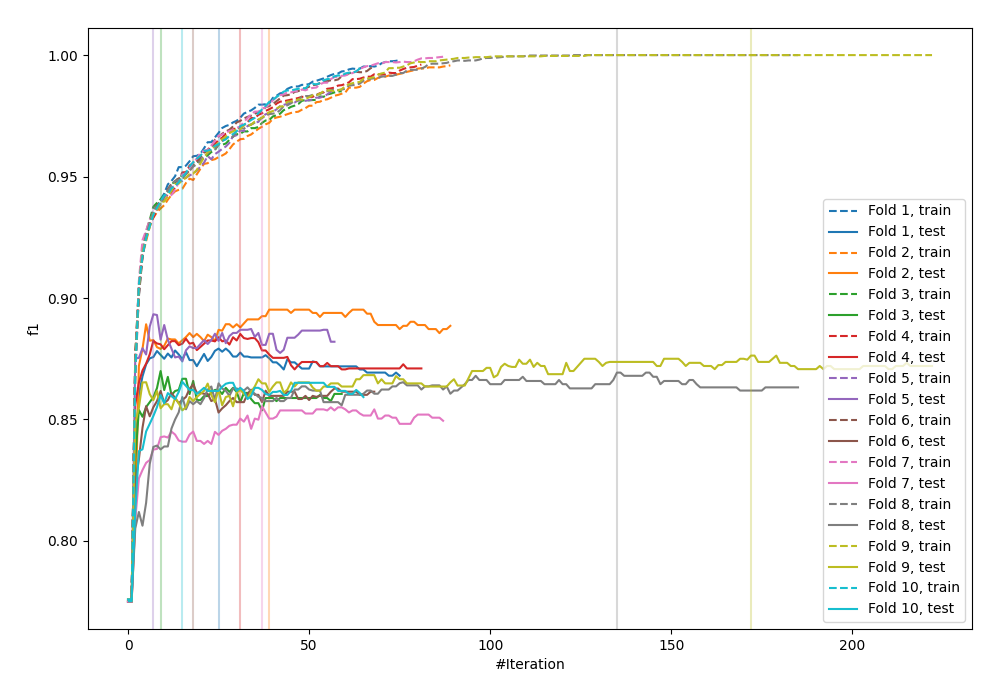 1.00
0.95
0.90
0.85
0.80
f1
0
50
100
150
200
#Iteration
Fold 1, train
Fold 1, test
Fold 2, train
Fold 2, test
Fold 3, train
Fold 3, test
Fold 4, train
Fold 4, test
Fold 5, train
Fold 5, test
Fold 6, train
Fold 6, test
Fold 7, train
Fold 7, test
Fold 8, train
Fold 8, test
Fold 9, train
Fold 9, test
Fold 10, train
Fold 10, test